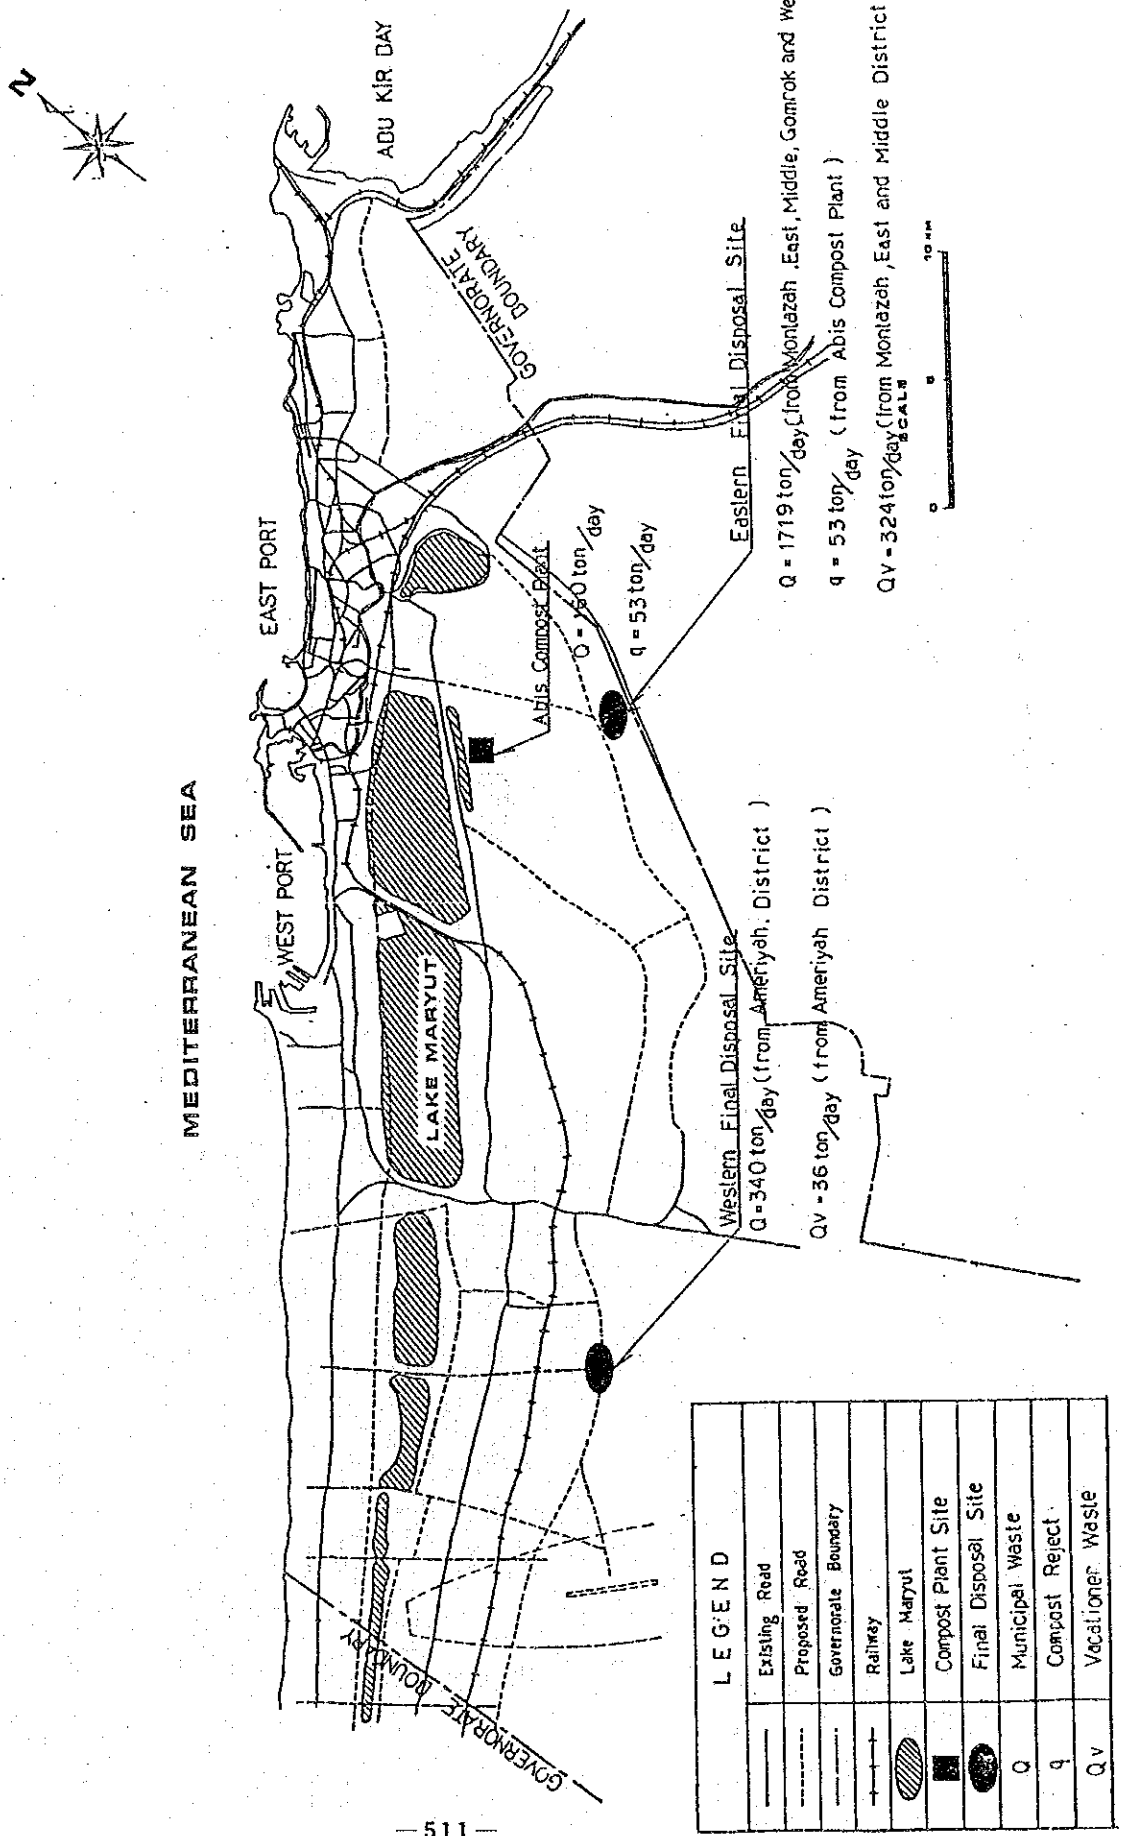 N
MEDITERRANEAN SEA
WEST PORT
EAST PORT
ABU KIR BAY
LAKE MARYUT
GOVERNORATE
BOUNDARY
GOVERNORATE BOUNDARY
Abis Compost Plant
q = 53 ton/day
Western Final Disposal Site
Q = 340 ton/day (from Ameriyah District )
Qv = 36 ton/day (from Ameriyah District )
Eastern Final Disposal Site
Q = 1719 ton/day (from Montazah, East, Middle, Gomrok and We
q = 53 ton/day (from Abis Compost Plant )
Qv = 324 ton/day (from Montazah, East and Middle District
SCALE
0 10 KM
LEGEND
Existing Road
Proposed Road
Governorate Boundary
Railway
Lake Maryut
Compost Plant Site
Final Disposal Site
Q Municipal Waste
q Compost Reject
Qv Vacationer Waste
— 511 —